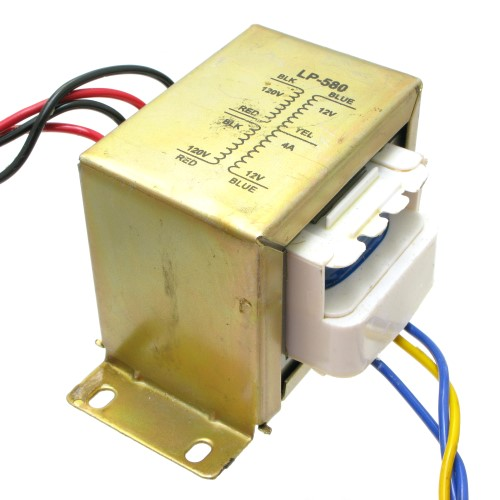 LP-580
BLK BLUE
120V 12V
RED YEL
BLK 4A
120V 12V
RED BLUE